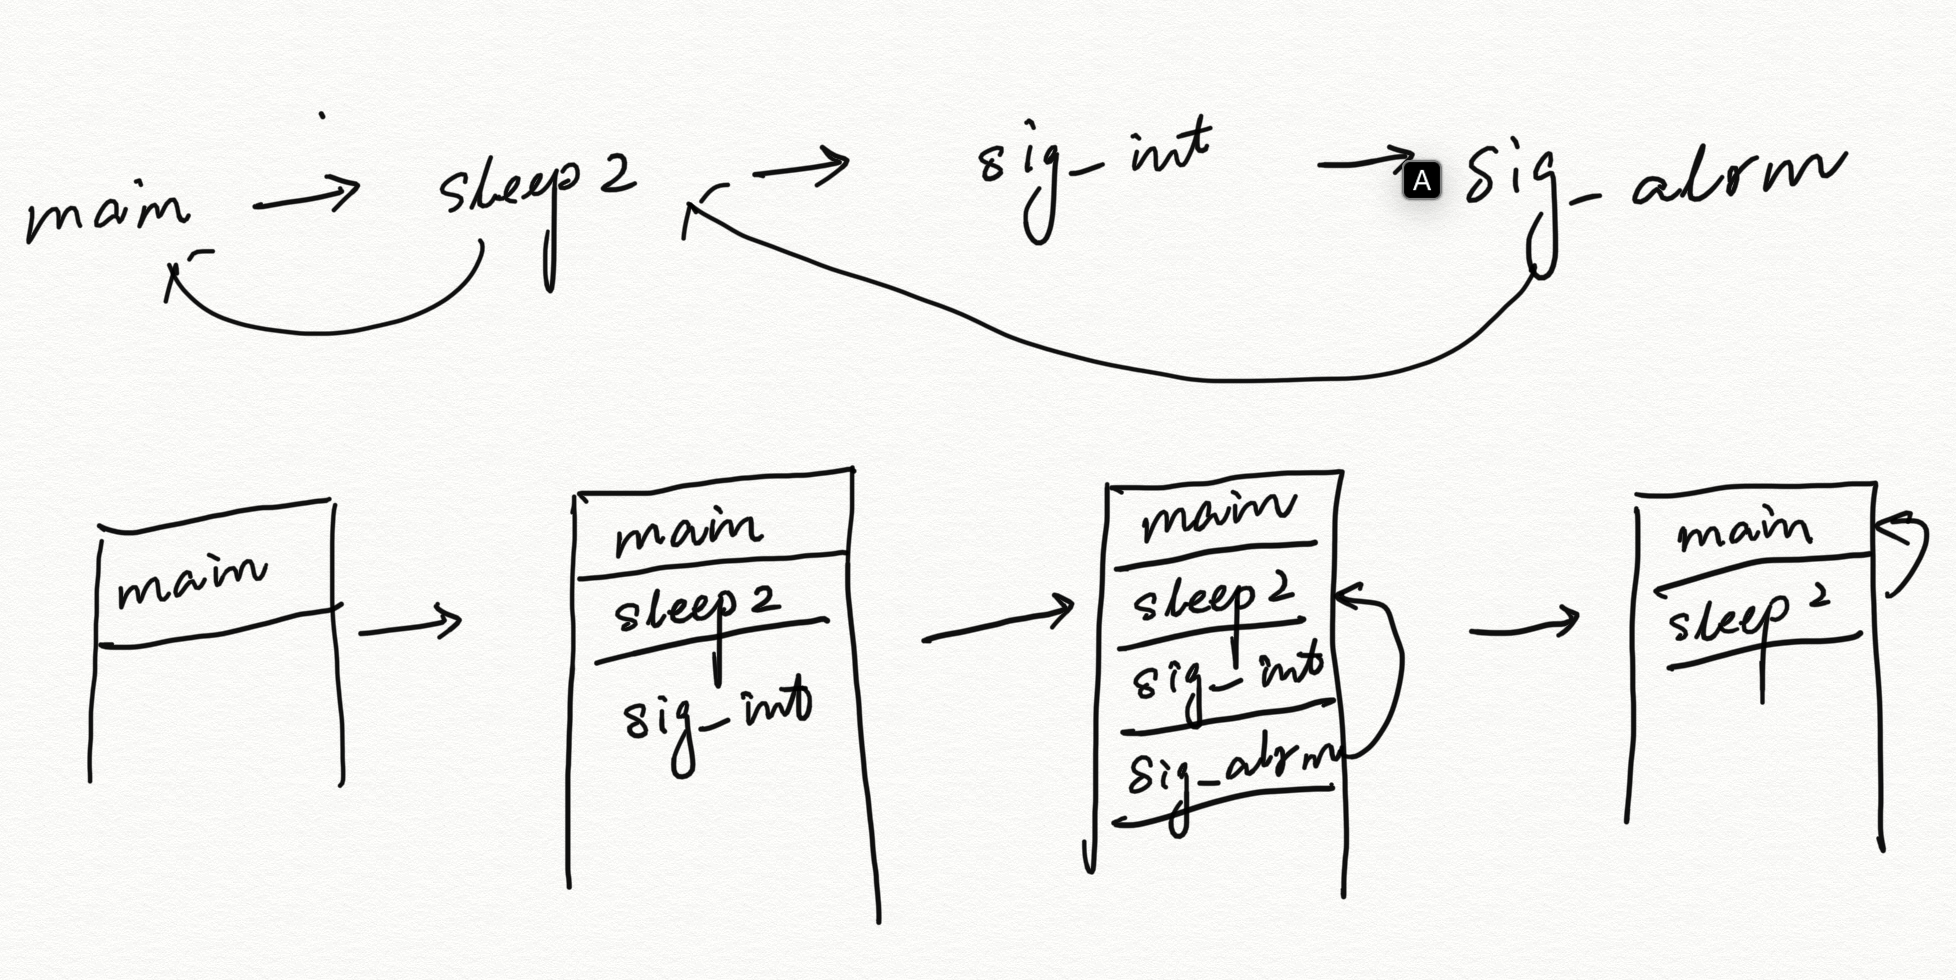 main → sleep2 → sig_int → sig_alrm
A
main
main
sleep2
sig_int
main
sleep2
sig_int
sig_alrm
main
sleep2